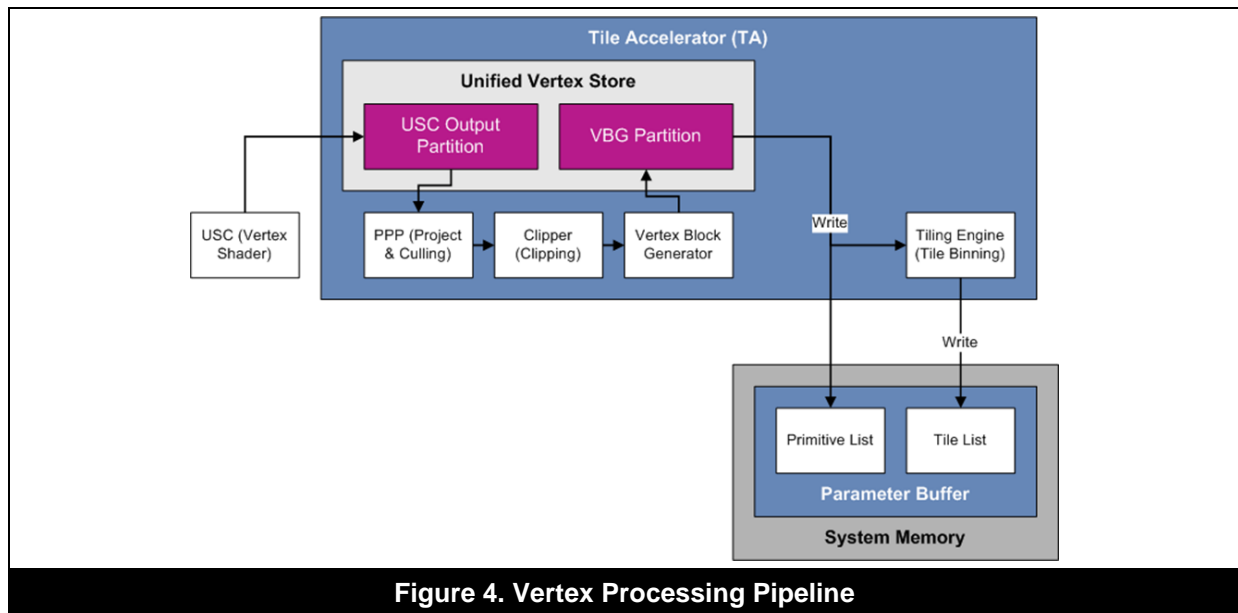 Tile Accelerator (TA)
Unified Vertex Store
USC Output
Partition
VBG Partition
USC (Vertex
Shader)
PPP (Project
& Culling)
Clipper
(Clipping)
Vertex Block
Generator
Write
Tiling Engine
(Tile Binning)
Write
Primitive List
Tile List
Parameter Buffer
System Memory
Figure 4. Vertex Processing Pipeline